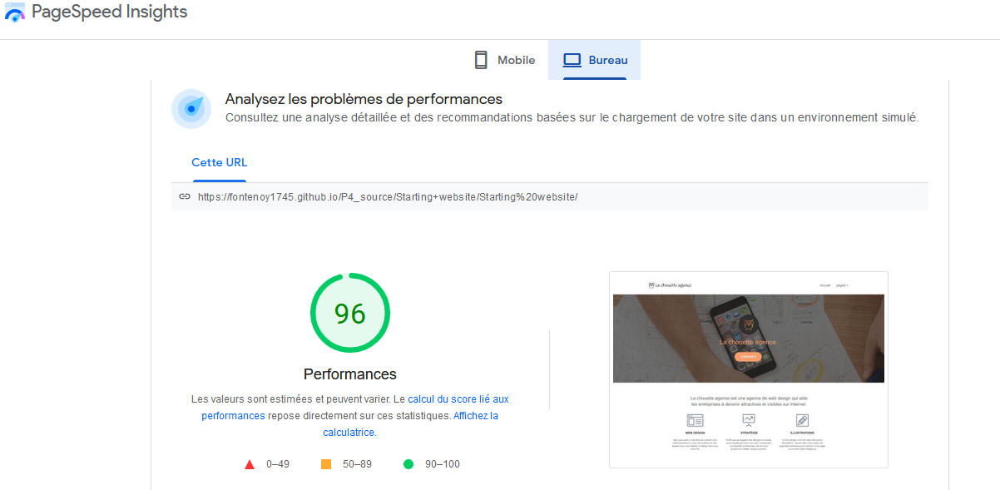 PageSpeed Insights
Mobile
Bureau
Analysez les problèmes de performances
Consultez une analyse détaillée et des recommandations basées sur le chargement de votre site dans un environnement simulé.
Cette URL
https://fontenoy1745.github.io/P4_source/Starting+website/Starting%20website/
96
Performances
Les valeurs sont estimées et peuvent varier. Le calcul du score lié aux
performances repose directement sur ces statistiques. Affichez la
calculatrice.
0–49
50–89
90–100
La chouette agence
Accueil page2
La chouette agence
CONTACT
La chouette agence est une agence de web design qui aide
les entreprises à devenir attractives et visibles sur Internet.
WEB DESIGN
STRATÉGIE
ILLUSTRATIONS